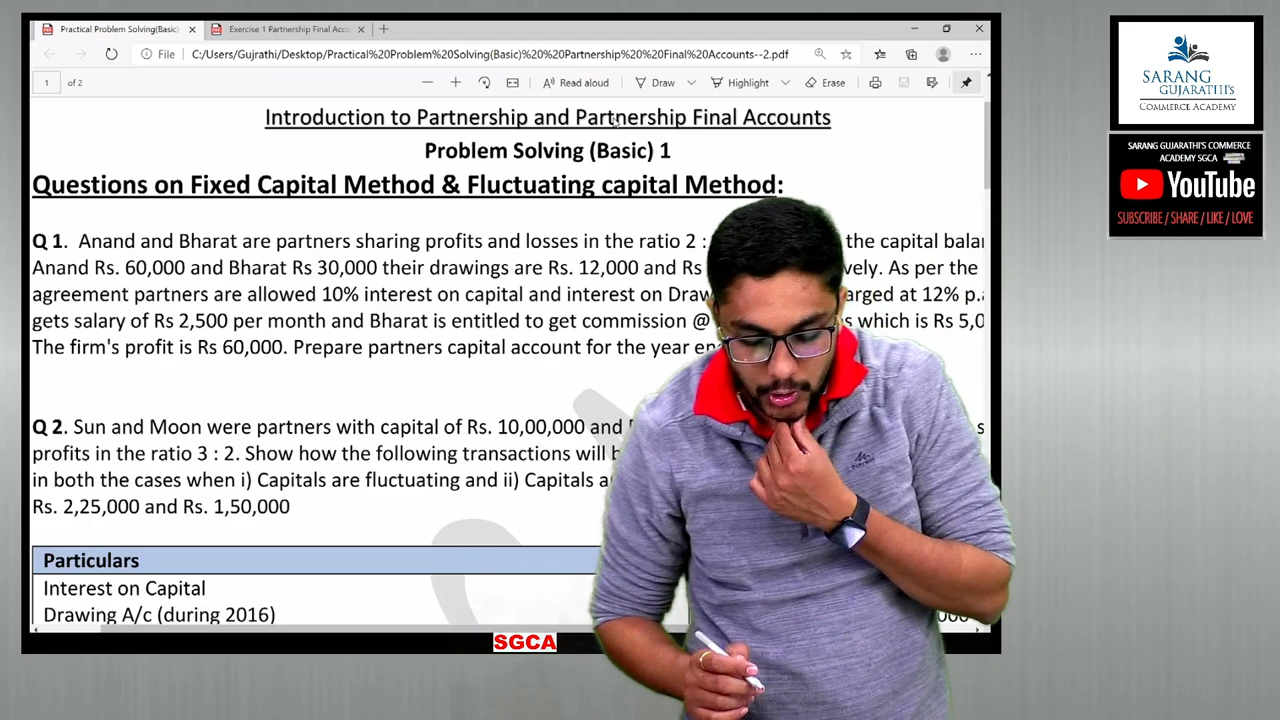 Practical Problem Solving(Basic)
Exercise 1 Partnership Final Acco
File
C:/Users/Gujrathi/Desktop/Practical%20Problem%20Solving(Basic)%20%20Partnership%20%20Final%20Accounts--2.pdf
1 of 2
Read aloud
Draw
Highlight
Erase
Introduction to Partnership and Partnership Final Accounts
Problem Solving (Basic) 1
Questions on Fixed Capital Method & Fluctuating capital Method:
Q 1. Anand and Bharat are partners sharing profits and losses in the ratio 2 : the capital
Anand Rs. 60,000 and Bharat Rs 30,000 their drawings are Rs. 12,000 and Rs As per the
agreement partners are allowed 10% interest on capital and interest on at 12% p.a
gets salary of Rs 2,500 per month and Bharat is entitled to get commission @ which is Rs
The firm's profit is Rs 60,000. Prepare partners capital account for the year
Q 2. Sun and Moon were partners with capital of Rs. 10,00,000 and
profits in the ratio 3 : 2. Show how the following transactions will
in both the cases when i) Capitals are fluctuating and ii) Capitals
Rs. 2,25,000 and Rs. 1,50,000
Particulars
Interest on Capital
Drawing A/c (during 2016)
SGCA
SARANG
GUJARATHI'S
COMMERCE ACADEMY
SARANG GUJARATHI'S COMMERCE
ACADEMY SGCA
YouTube
SUBSCRIBE / SHARE / LIKE / LOVE